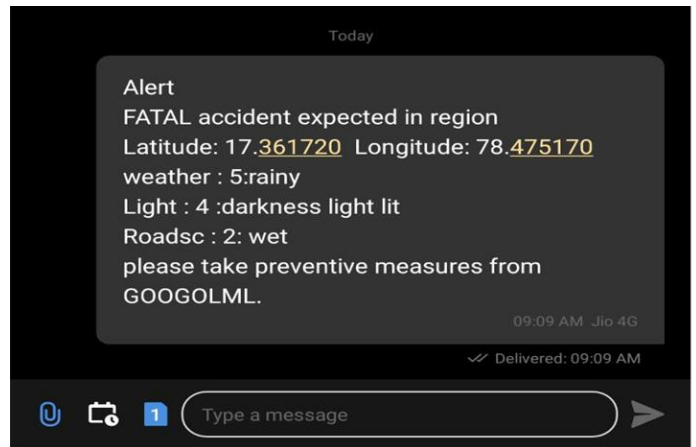 Today
Alert
FATAL accident expected in region
Latitude: 17.361720 Longitude: 78.475170
weather : 5:rainy
Light : 4 :darkness light lit
Roadsc : 2: wet
please take preventive measures from
GOOGOLML.
09:09 AM Jio 4G
Delivered: 09:09 AM
1
Type a message